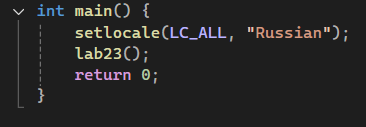 int main() {
    setlocale(LC_ALL, "Russian");
    lab23();
    return 0;
}